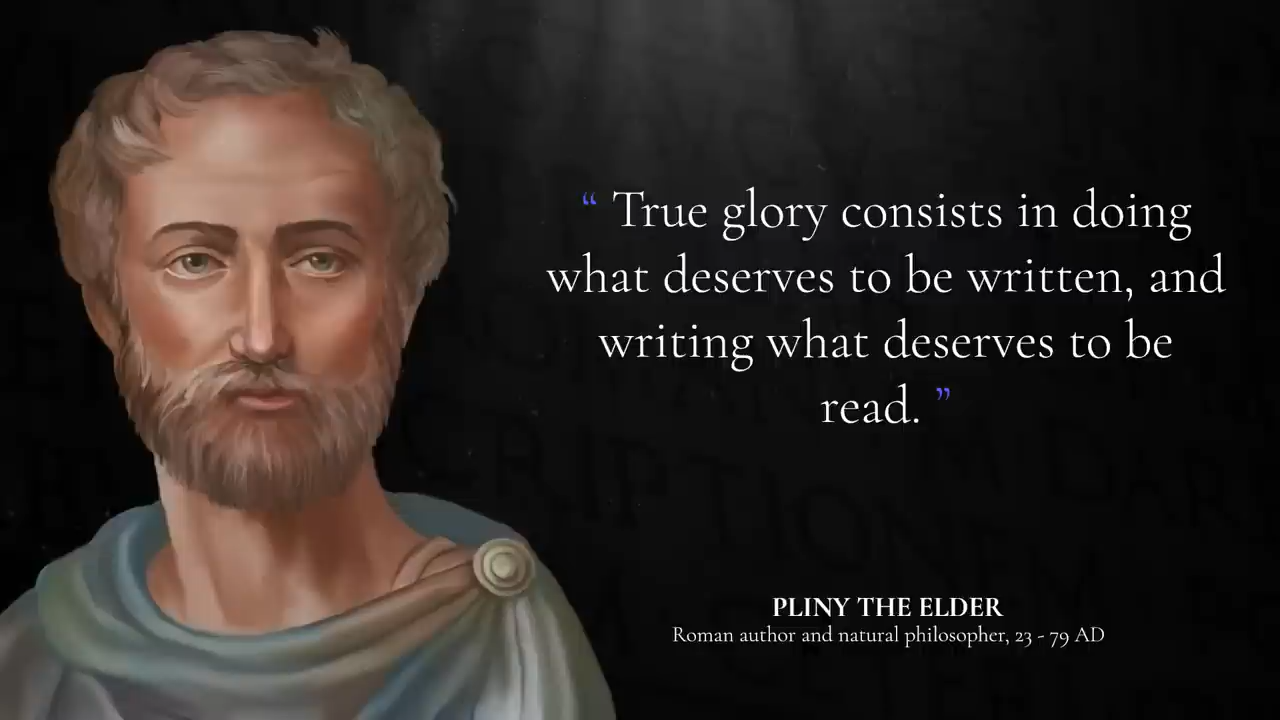 “ True glory consists in doing
what deserves to be written, and
writing what deserves to be
read. ”
PLINY THE ELDER
Roman author and natural philosopher, 23 - 79 AD